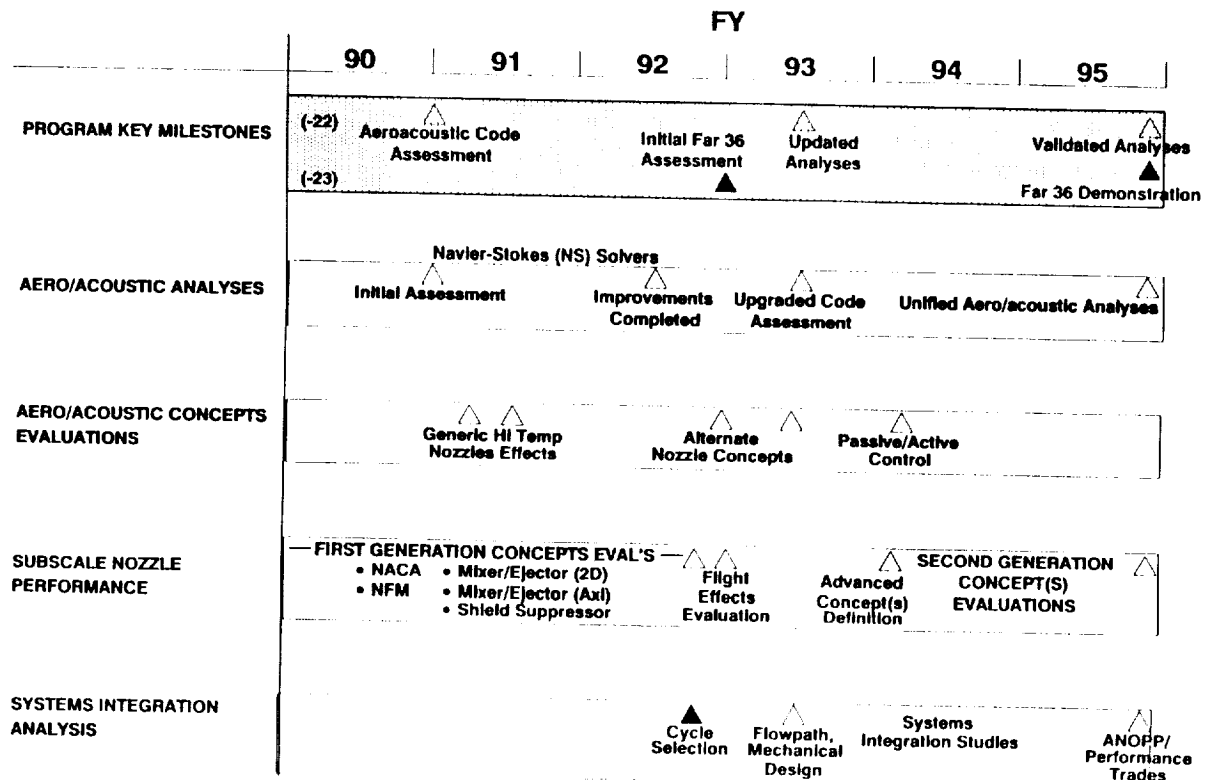 FY
90 91 92 93 94 95
PROGRAM KEY MILESTONES
(-22)
Aeroacoustic Code
Assessment
Initial Far 36
Assessment
Updated
Analyses
Validated Analyses
(-23)
Far 36 Demonstration
AERO/ACOUSTIC ANALYSES
Navier-Stokes (NS) Solvers
Initial Assessment
Improvements
Completed
Upgraded Code
Assessment
Unified Aero/acoustic Analyses
AERO/ACOUSTIC CONCEPTS
EVALUATIONS
Generic Hi Temp
Nozzles Effects
Alternate
Nozzle Concepts
Passive/Active
Control
SUBSCALE NOZZLE
PERFORMANCE
FIRST GENERATION CONCEPTS EVAL'S
• NACA
• NFM
• Mixer/Ejector (2D)
• Mixer/Ejector (Axi)
• Shield Suppressor
Flight
Effects
Evaluation
Advanced
Concept(s)
Definition
SECOND GENERATION
CONCEPT(S)
EVALUATIONS
SYSTEMS INTEGRATION
ANALYSIS
Cycle
Selection
Flowpath,
Mechanical
Design
Systems
Integration Studies
ANOPP/
Performance
Trades